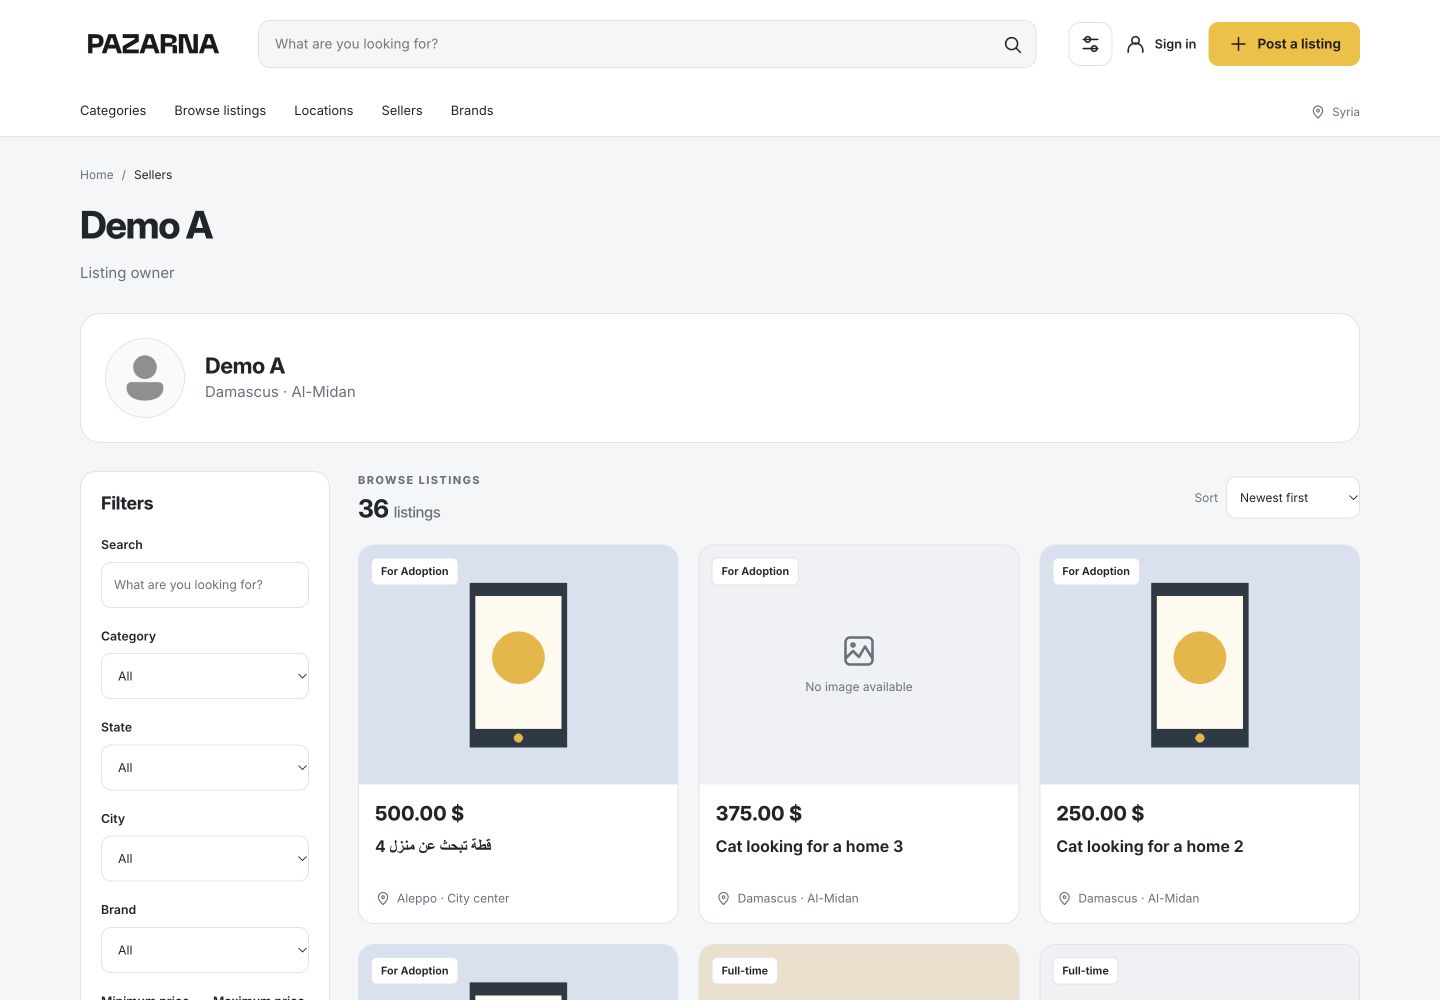 PAZARNA
What are you looking for?
Sign in
Post a listing
Categories
Browse listings
Locations
Sellers
Brands
Syria
Home / Sellers
Demo A
Listing owner
Demo A
Damascus · Al-Midan
Filters
Search
What are you looking for?
Category
All
State
All
City
All
Brand
All
Minimum price
Maximum price
BROWSE LISTINGS
36 listings
Sort
Newest first
For Adoption
500.00 $
قطة تبحث عن منزل 4
Aleppo · City center
For Adoption
No image available
375.00 $
Cat looking for a home 3
Damascus · Al-Midan
For Adoption
250.00 $
Cat looking for a home 2
Damascus · Al-Midan
For Adoption
Full-time
Full-time